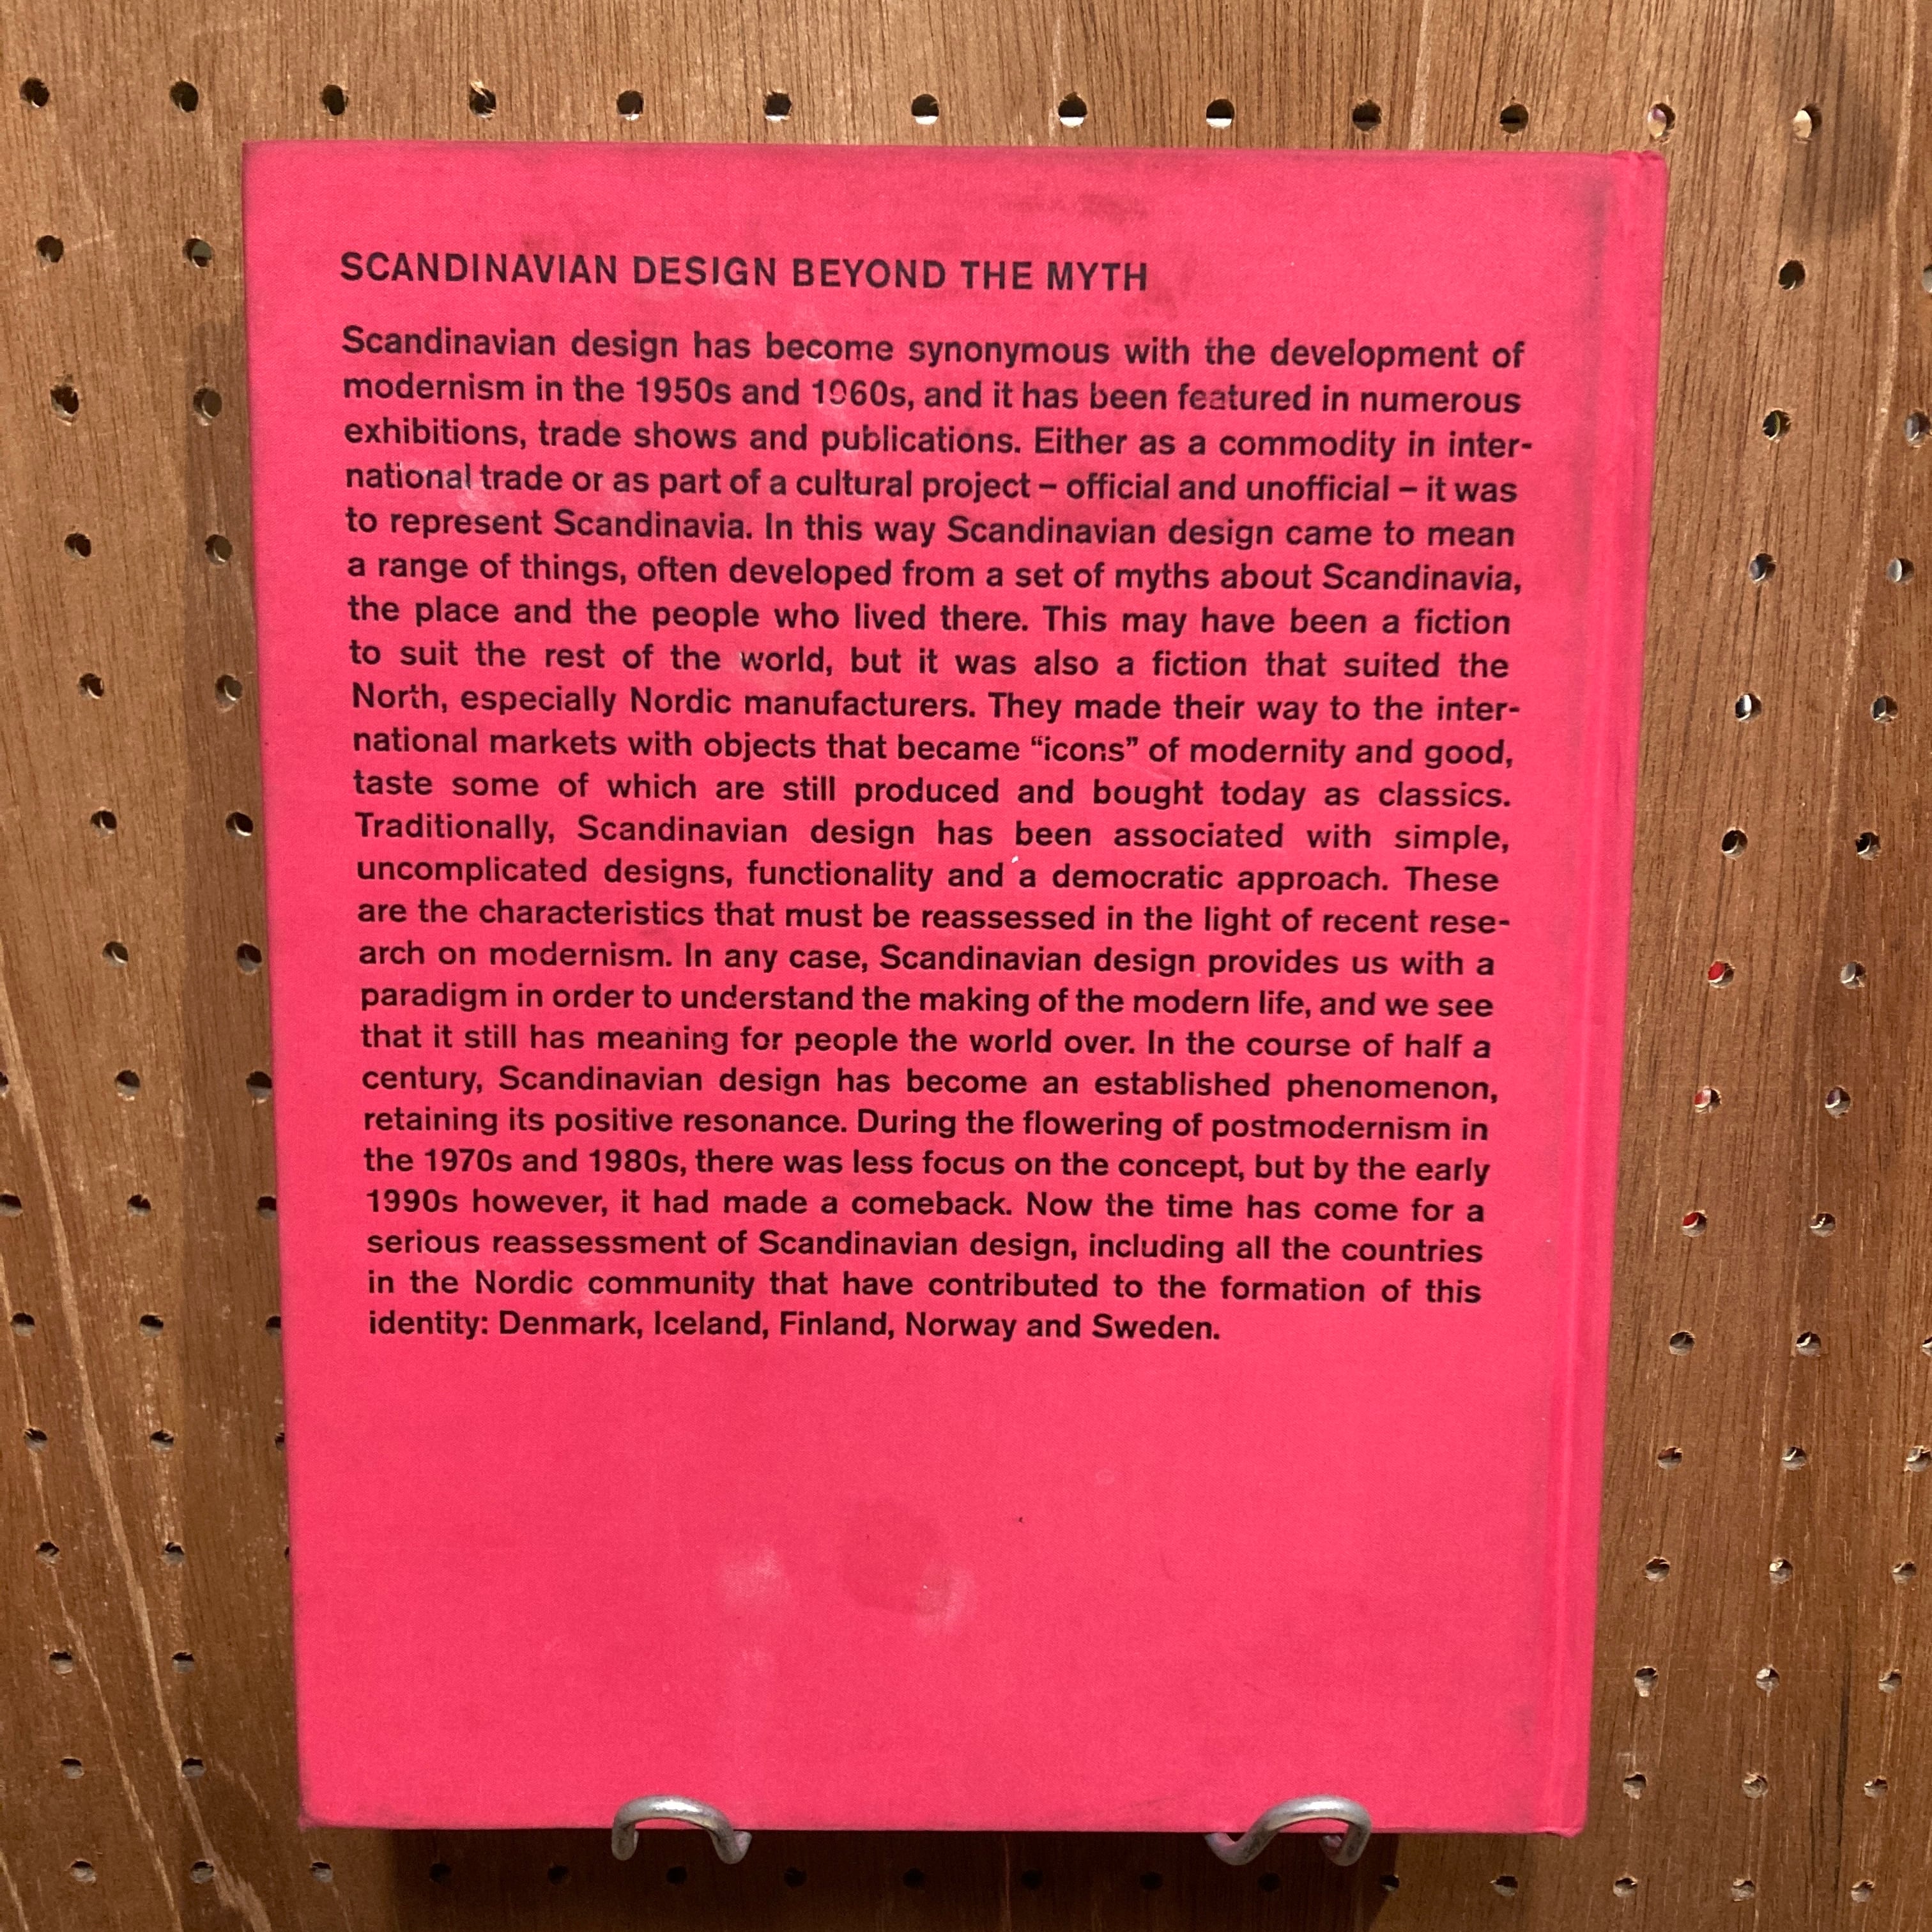 SCANDINAVIAN DESIGN BEYOND THE MYTH
Scandinavian design has become synonymous with the development of
modernism in the 1950s and 1960s, and it has been featured in numerous
exhibitions, trade shows and publications. Either as a commodity in inter-
national trade or as part of a cultural project – official and unofficial – it was
to represent Scandinavia. In this way Scandinavian design came to mean
a range of things, often developed from a set of myths about Scandinavia,
the place and the people who lived there. This may have been a fiction
to suit the rest of the world, but it was also a fiction that suited the
North, especially Nordic manufacturers. They made their way to the inter-
national markets with objects that became “icons” of modernity and good,
taste some of which are still produced and bought today as classics.
Traditionally, Scandinavian design has been associated with simple,
uncomplicated designs, functionality and a democratic approach. These
are the characteristics that must be reassessed in the light of recent rese-
arch on modernism. In any case, Scandinavian design provides us with a
paradigm in order to understand the making of the modern life, and we see
that it still has meaning for people the world over. In the course of half a
century, Scandinavian design has become an established phenomenon,
retaining its positive resonance. During the flowering of postmodernism in
the 1970s and 1980s, there was less focus on the concept, but by the early
1990s however, it had made a comeback. Now the time has come for a
serious reassessment of Scandinavian design, including all the countries
in the Nordic community that have contributed to the formation of this
identity: Denmark, Iceland, Finland, Norway and Sweden.